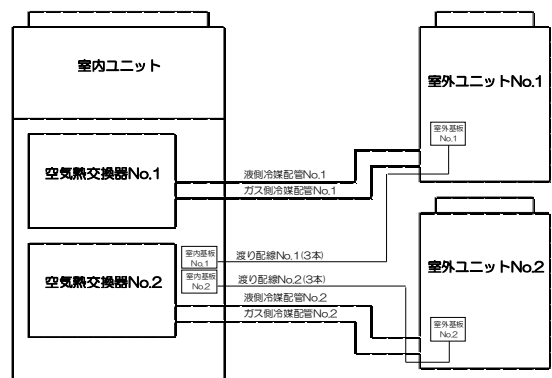 室内ユニット
室外ユニットNo.1
室外基板
No.1
空気熱交換器No.1
液側冷媒配管No.1
ガス側冷媒配管No.1
室内基板
No.1
渡り配線No.1(3本)
室内基板
No.2
渡り配線No.2(3本)
空気熱交換器No.2
液側冷媒配管No.2
ガス側冷媒配管No.2
室外ユニットNo.2
室外基板
No.2